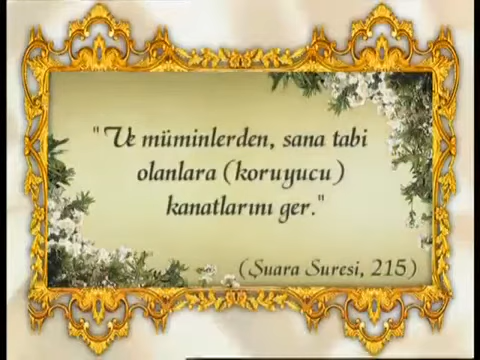 "Ve müminlerden, sana tabi
olanlara (koruyucu)
kanatlarını ger."
(Şuara Suresi, 215)